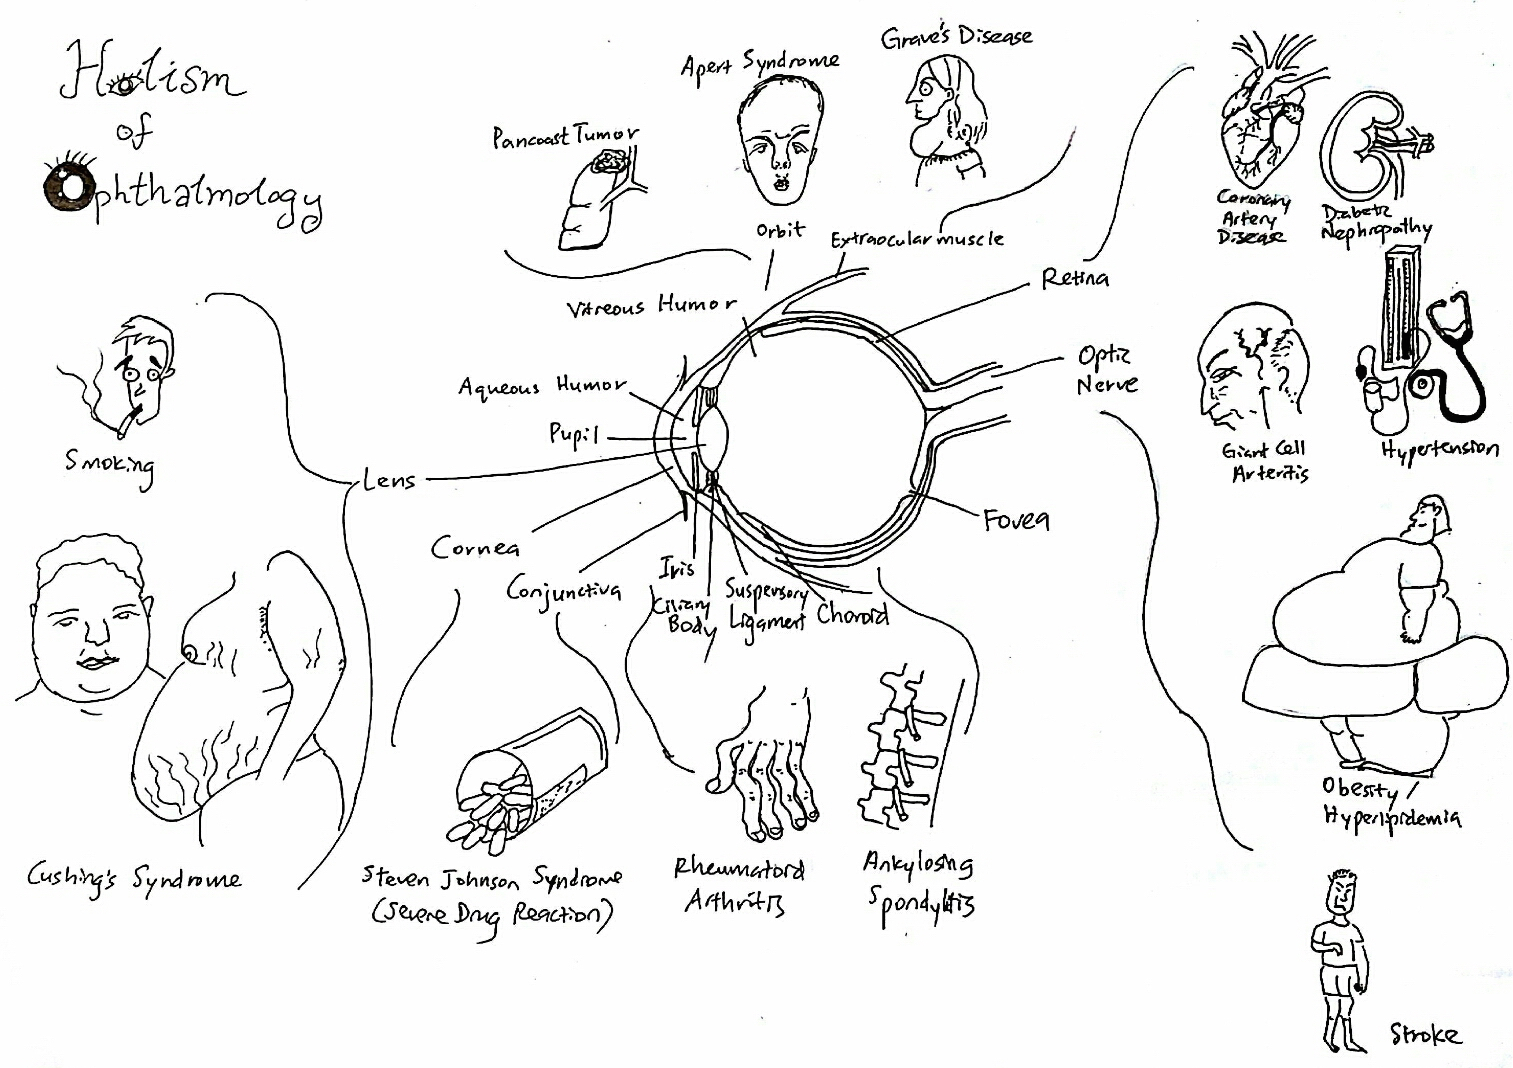 Holism
of
Ophthalmology
Pancoast Tumor
Apert Syndrome
Grave's Disease
Orbit
Extraocular muscle
Vitreous Humor
Retina
Aqueous Humor
Optic
Nerve
Pupil
Lens
Cornea
Conjunctiva
Iris
Ciliary
Body
Suspensory
Ligament
Choroid
Fovea
Smoking
Cushing's Syndrome
Steven Johnson Syndrome
(Severe Drug Reaction)
Rheumatoid
Arthritis
Ankylosing
Spondylitis
Coronary
Artery
Disease
Diabetic
Nephropathy
Giant Cell
Arteritis
Hypertension
Obesity /
Hyperlipidemia
Stroke